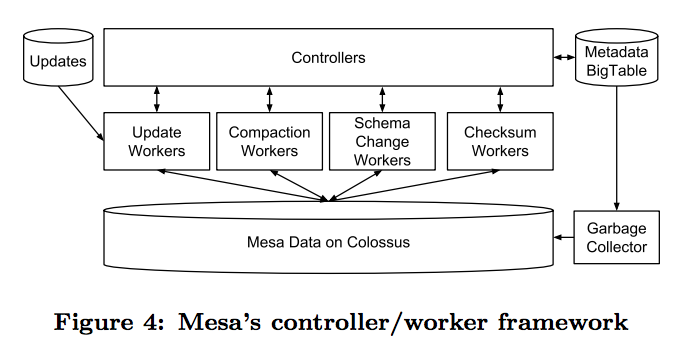 Updates
Controllers
Metadata
BigTable
Update
Workers
Compaction
Workers
Schema
Change
Workers
Checksum
Workers
Mesa Data on Colossus
Garbage
Collector
Figure 4: Mesa's controller/worker framework